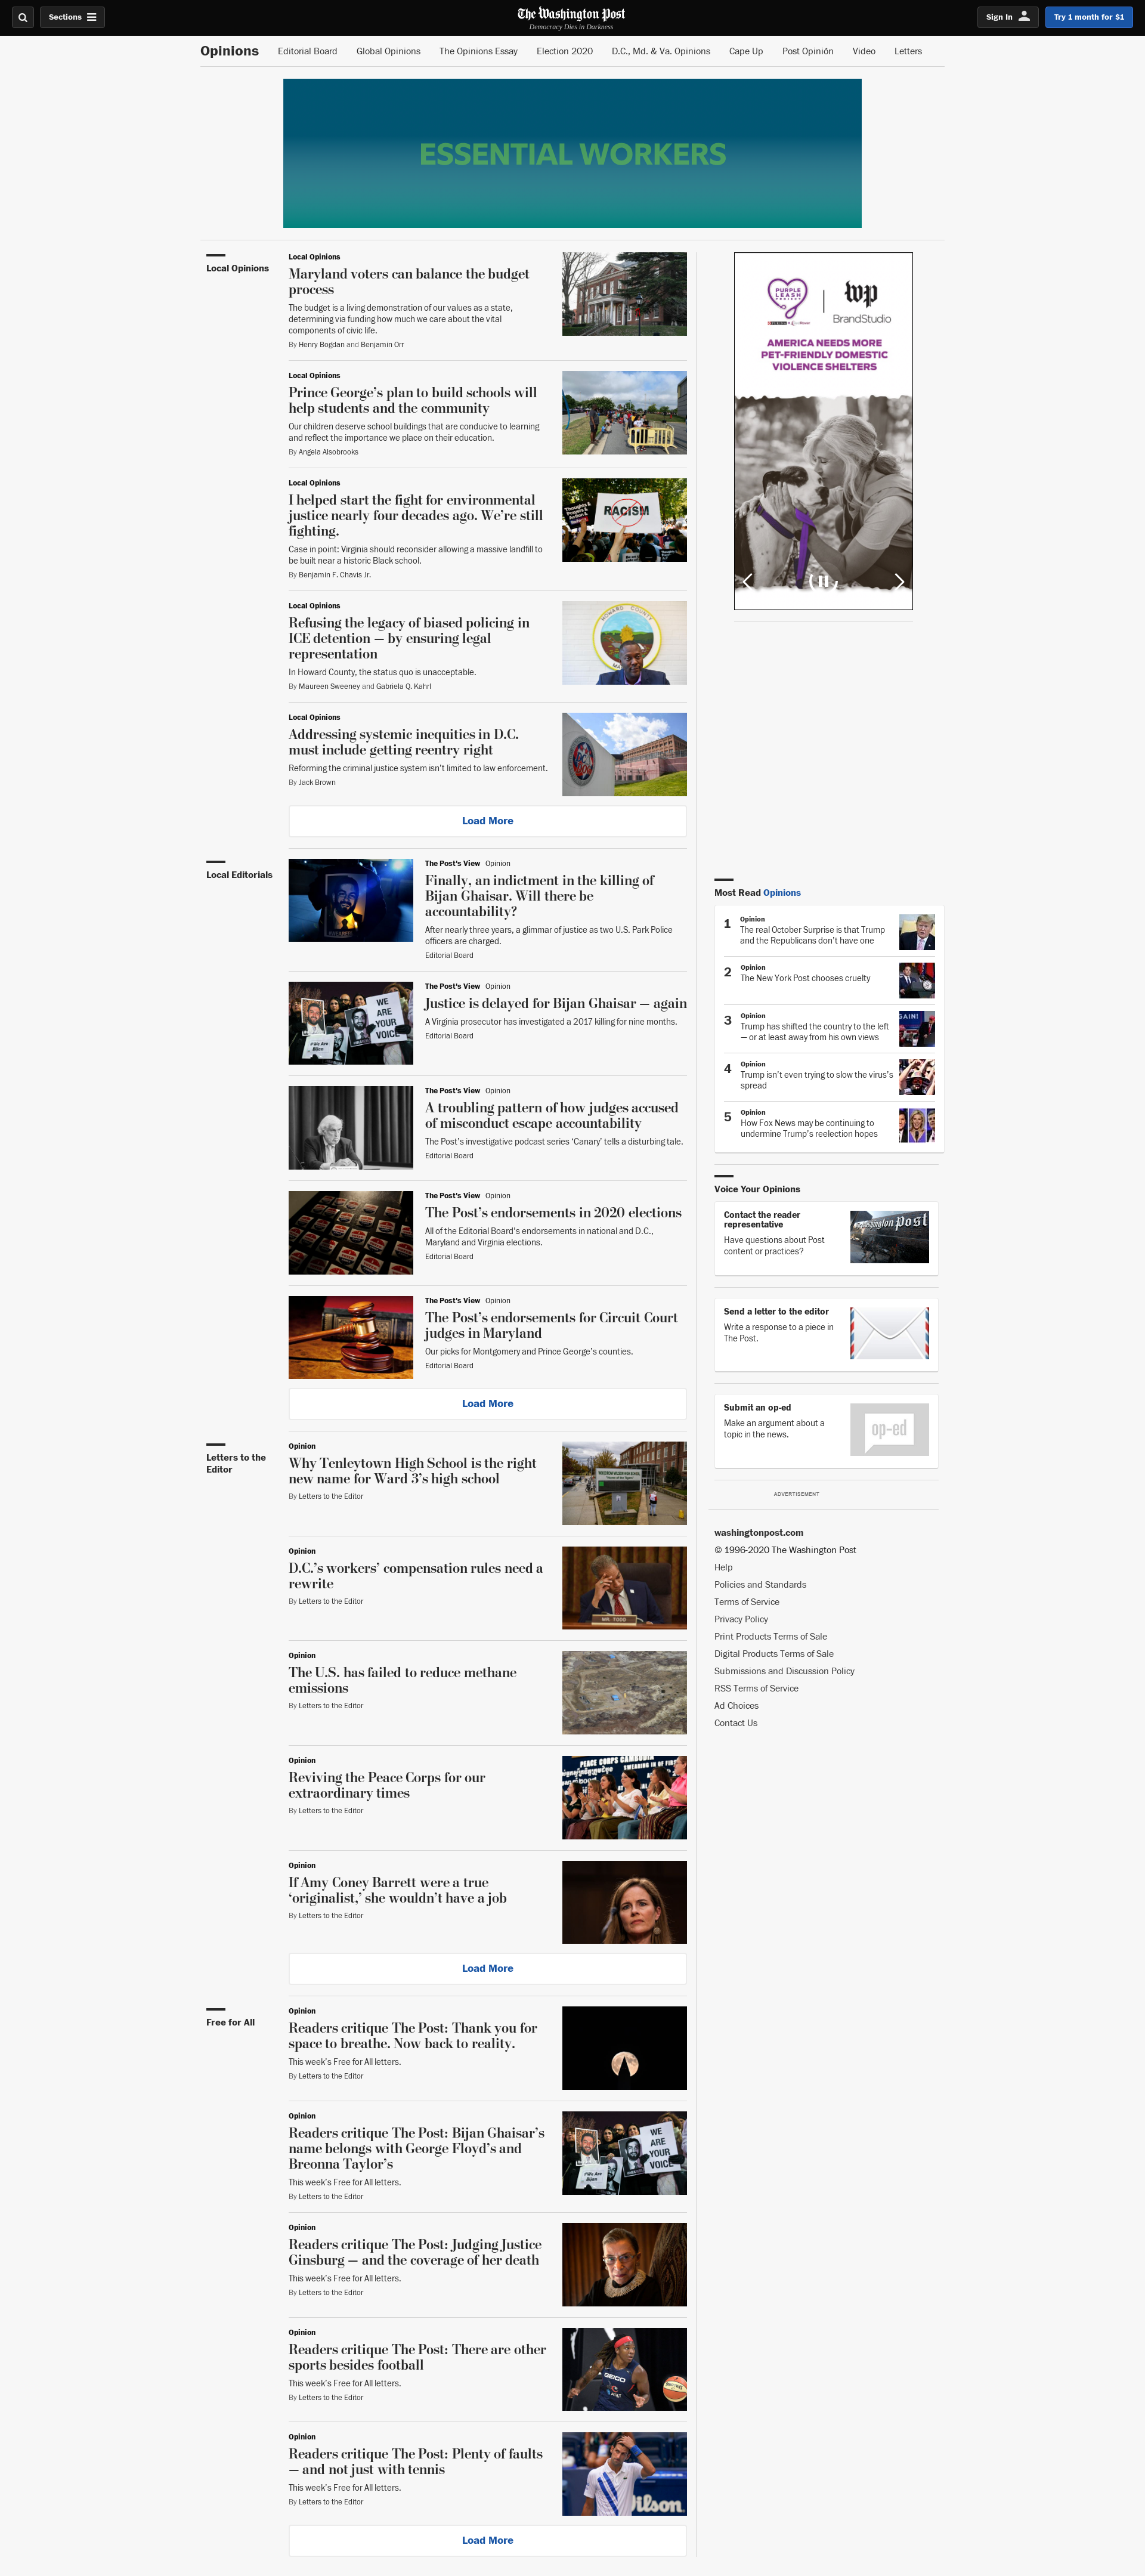 Sections
The Washington Post
Democracy Dies in Darkness
Sign In
Try 1 month for $1
Opinions
Editorial Board
Global Opinions
The Opinions Essay
Election 2020
D.C., Md. & Va. Opinions
Cape Up
Post Opinión
Video
Letters
ESSENTIAL WORKERS
Local Opinions
Local Opinions
Maryland voters can balance the budget
process
The budget is a living demonstration of our values as a state,
determining via funding how much we care about the vital
components of civic life.
By Henry Bogdan and Benjamin Orr
Local Opinions
Prince George’s plan to build schools will
help students and the community
Our children deserve school buildings that are conducive to learning
and reflect the importance we place on their education.
By Angela Alsobrooks
Local Opinions
I helped start the fight for environmental
justice nearly four decades ago. We’re still
fighting.
Case in point: Virginia should reconsider allowing a massive landfill to
be built near a historic Black school.
By Benjamin F. Chavis Jr.
RACISM
Local Opinions
Refusing the legacy of biased policing in
ICE detention — by ensuring legal
representation
In Howard County, the status quo is unacceptable.
By Maureen Sweeney and Gabriela Q. Kahrl
Local Opinions
Addressing systemic inequities in D.C.
must include getting reentry right
Reforming the criminal justice system isn’t limited to law enforcement.
By Jack Brown
Load More
PURPLE
LEASH
wp
BrandStudio
AMERICA NEEDS MORE
PET-FRIENDLY DOMESTIC
VIOLENCE SHELTERS
Local Editorials
The Post's View Opinion
Finally, an indictment in the killing of
Bijan Ghaisar. Will there be
accountability?
After nearly three years, a glimmer of justice as two U.S. Park Police
officers are charged.
Editorial Board
The Post's View Opinion
Justice is delayed for Bijan Ghaisar — again
A Virginia prosecutor has investigated a 2017 killing for nine months.
Editorial Board
WE
ARE
YOUR
VOICE
The Post's View Opinion
A troubling pattern of how judges accused
of misconduct escape accountability
The Post’s investigative podcast series ‘Canary’ tells a disturbing tale.
Editorial Board
The Post's View Opinion
The Post’s endorsements in 2020 elections
All of the Editorial Board’s endorsements in national and D.C.,
Maryland and Virginia elections.
Editorial Board
The Post's View Opinion
The Post’s endorsements for Circuit Court
judges in Maryland
Our picks for Montgomery and Prince George’s counties.
Editorial Board
Load More
Most Read Opinions
1
Opinion
The real October Surprise is that Trump
and the Republicans don’t have one
2
Opinion
The New York Post chooses cruelty
3
Opinion
Trump has shifted the country to the left
— or at least away from his own views
4
Opinion
Trump isn’t even trying to slow the virus’s
spread
5
Opinion
How Fox News may be continuing to
undermine Trump’s reelection hopes
Voice Your Opinions
Contact the reader
representative
Have questions about Post
content or practices?
Send a letter to the editor
Write a response to a piece in
The Post.
Submit an op-ed
Make an argument about a
topic in the news.
op-ed
ADVERTISEMENT
washingtonpost.com
© 1996-2020 The Washington Post
Help
Policies and Standards
Terms of Service
Privacy Policy
Print Products Terms of Sale
Digital Products Terms of Sale
Submissions and Discussion Policy
RSS Terms of Service
Ad Choices
Contact Us
Letters to the
Editor
Opinion
Why Tenleytown High School is the right
new name for Ward 3’s high school
By Letters to the Editor
Opinion
D.C.’s workers’ compensation rules need a
rewrite
By Letters to the Editor
MR. TODD
Opinion
The U.S. has failed to reduce methane
emissions
By Letters to the Editor
Opinion
Reviving the Peace Corps for our
extraordinary times
By Letters to the Editor
Opinion
If Amy Coney Barrett were a true
‘originalist,’ she wouldn’t have a job
By Letters to the Editor
Load More
Free for All
Opinion
Readers critique The Post: Thank you for
space to breathe. Now back to reality.
This week’s Free for All letters.
By Letters to the Editor
Opinion
Readers critique The Post: Bijan Ghaisar’s
name belongs with George Floyd’s and
Breonna Taylor’s
This week’s Free for All letters.
By Letters to the Editor
WE
ARE
YOUR
VOICE
Opinion
Readers critique The Post: Judging Justice
Ginsburg — and the coverage of her death
This week’s Free for All letters.
By Letters to the Editor
Opinion
Readers critique The Post: There are other
sports besides football
This week’s Free for All letters.
By Letters to the Editor
GEICO
Opinion
Readers critique The Post: Plenty of faults
— and not just with tennis
This week’s Free for All letters.
By Letters to the Editor
Wilson
Load More